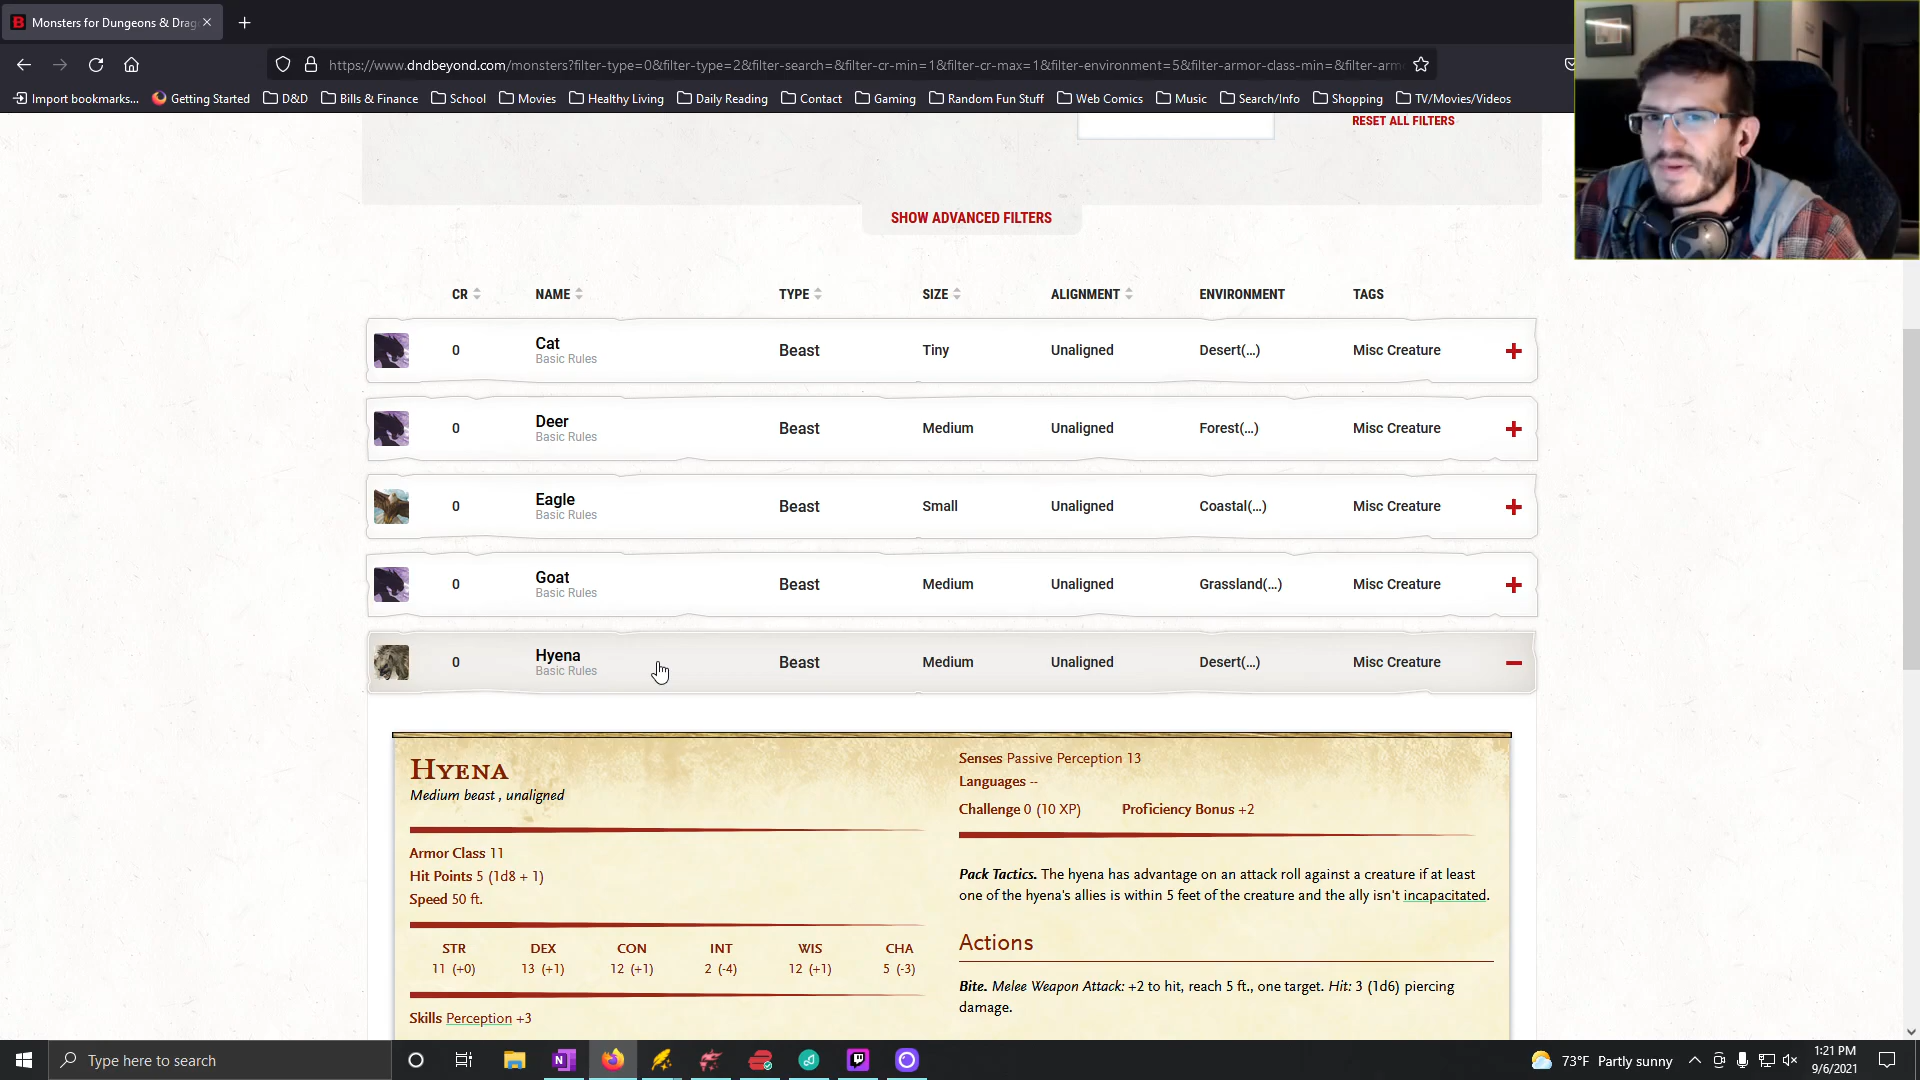 Monsters for Dungeons & Drag
https://www.dndbeyond.com/monsters?filter-type=0&filter-type=2&filter-search=&filter-cr-min=1&filter-cr-max=1&filter-environment=5&filter-armor-class-min=&filter-arm
Import bookmarks... Getting Started D&D Bills & Finance School Movies Healthy Living Daily Reading Contact Gaming Random Fun Stuff Web Comics Music Search/Info Shopping TV/Movies/Videos
RESET ALL FILTERS
SHOW ADVANCED FILTERS
CR NAME TYPE SIZE ALIGNMENT ENVIRONMENT TAGS
0 Cat Beast Tiny Unaligned Desert(...) Misc Creature
Basic Rules
0 Deer Beast Medium Unaligned Forest(...) Misc Creature
Basic Rules
0 Eagle Beast Small Unaligned Coastal(...) Misc Creature
Basic Rules
0 Goat Beast Medium Unaligned Grassland(...) Misc Creature
Basic Rules
0 Hyena Beast Medium Unaligned Desert(...) Misc Creature
Basic Rules
Hyena
Medium beast , unaligned
Armor Class 11
Hit Points 5 (1d8 + 1)
Speed 50 ft.
STR DEX CON INT WIS CHA
11 (+0) 13 (+1) 12 (+1) 2 (-4) 12 (+1) 5 (-3)
Skills Perception +3
Senses Passive Perception 13
Languages --
Challenge 0 (10 XP) Proficiency Bonus +2
Pack Tactics. The hyena has advantage on an attack roll against a creature if at least
one of the hyena's allies is within 5 feet of the creature and the ally isn't incapacitated.
Actions
Bite. Melee Weapon Attack: +2 to hit, reach 5 ft., one target. Hit: 3 (1d6) piercing
damage.
Type here to search
73°F Partly sunny
1:21 PM
9/6/2021